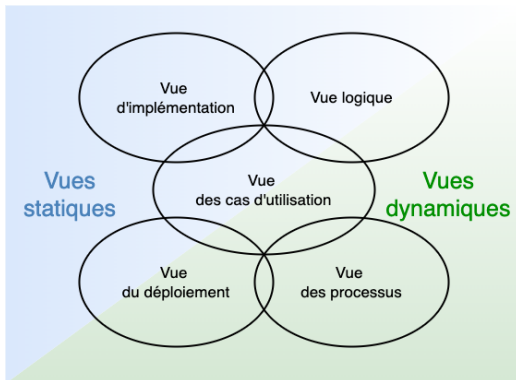 Vue
d'implémentation
Vue logique
Vues
statiques
Vue
des cas d'utilisation
Vues
dynamiques
Vue
du déploiement
Vue
des processus